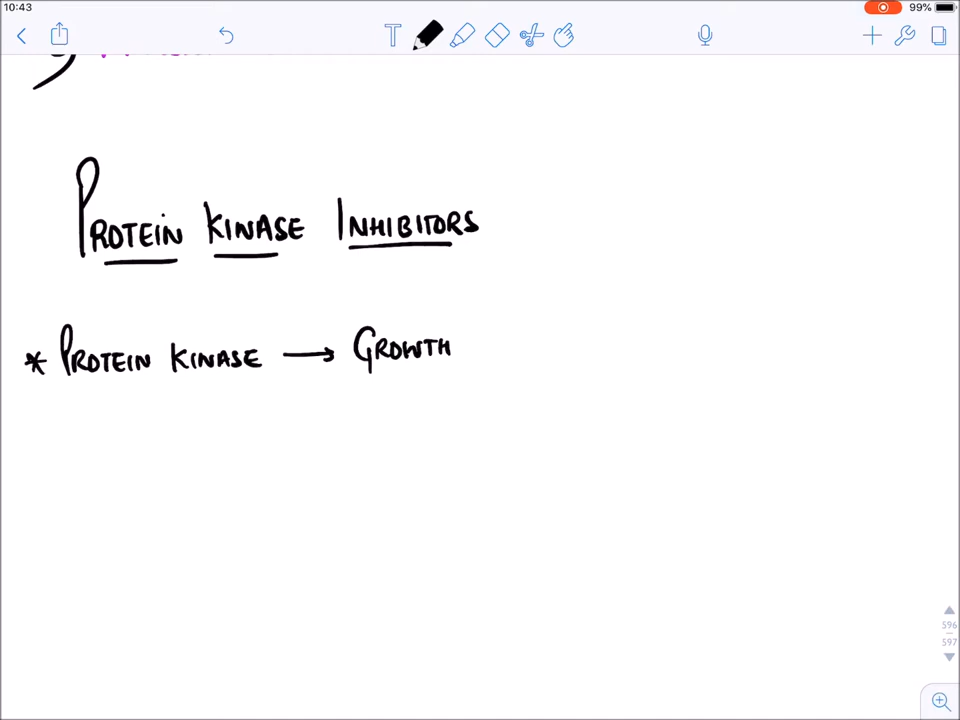 10:43
99%
T
PROTEIN KINASE INHIBITORS
* PROTEIN KINASE → GROWTH
596
597